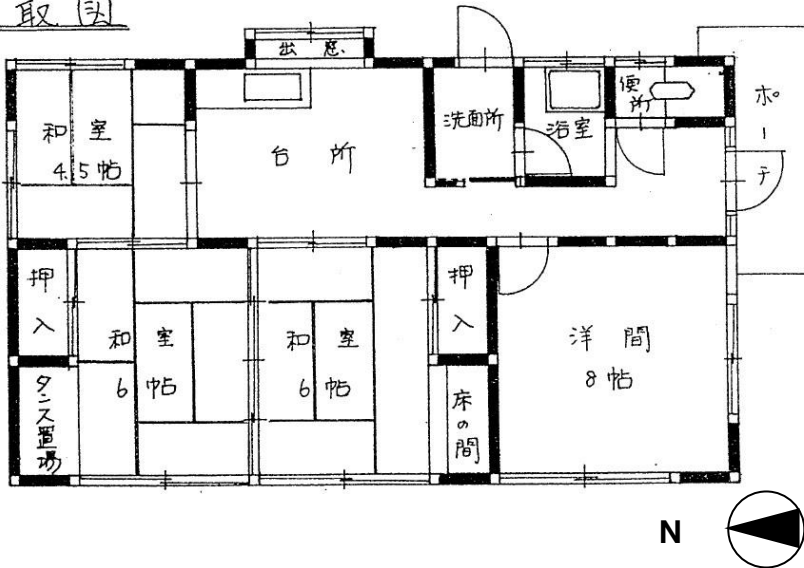 取図
出窓
和室
4.5帖
台所
洗面所
浴室
便所
ポーチ
押入
和室
6帖
和室
6帖
押入
洋間
8帖
タンス置場
床の間
N